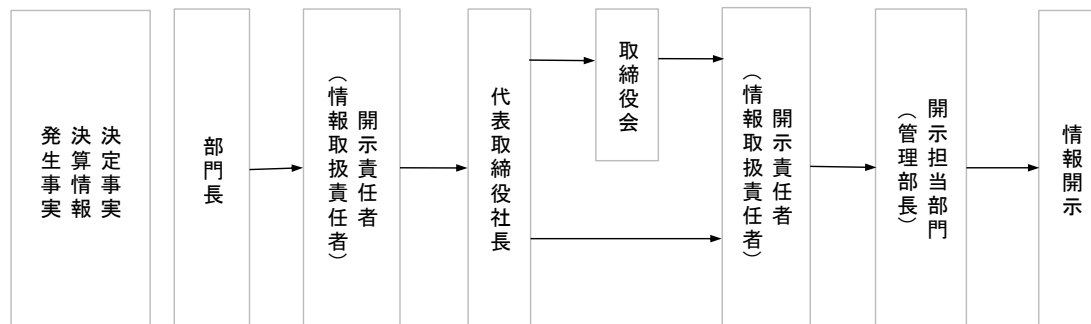 決定事実
決算情報
発生事実
部門長
開示責任者
（情報取扱責任者）
代表取締役社長
取締役会
開示責任者
（情報取扱責任者）
開示担当部門
（管理部長）
情報開示